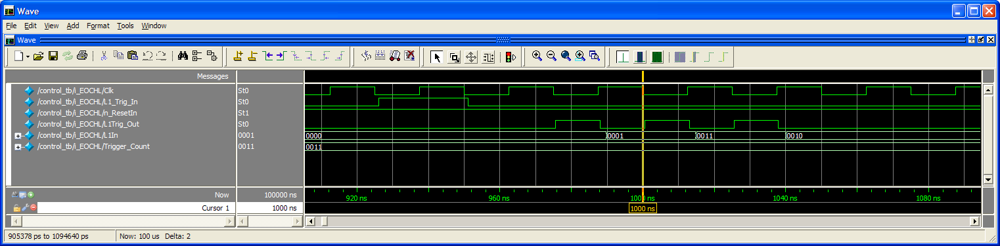 Wave
File Edit View Add Format Tools Window
Wave
Messages
/control_tb/i_EOCHL/Clk St0
/control_tb/i_EOCHL/L1_Trig_In St0
/control_tb/i_EOCHL/n_ResetIn St1
/control_tb/i_EOCHL/L1Trig_Out St0
/control_tb/i_EOCHL/L1In 0001 0000 0001 0011 0010
/control_tb/i_EOCHL/Trigger_Count 0011 0011
Now 100000 ns 920 ns 960 ns 1000 ns 1040 ns 1080 ns
Cursor 1 1000 ns 1000 ns
905378 ps to 1094640 ps Now: 100 us Delta: 2